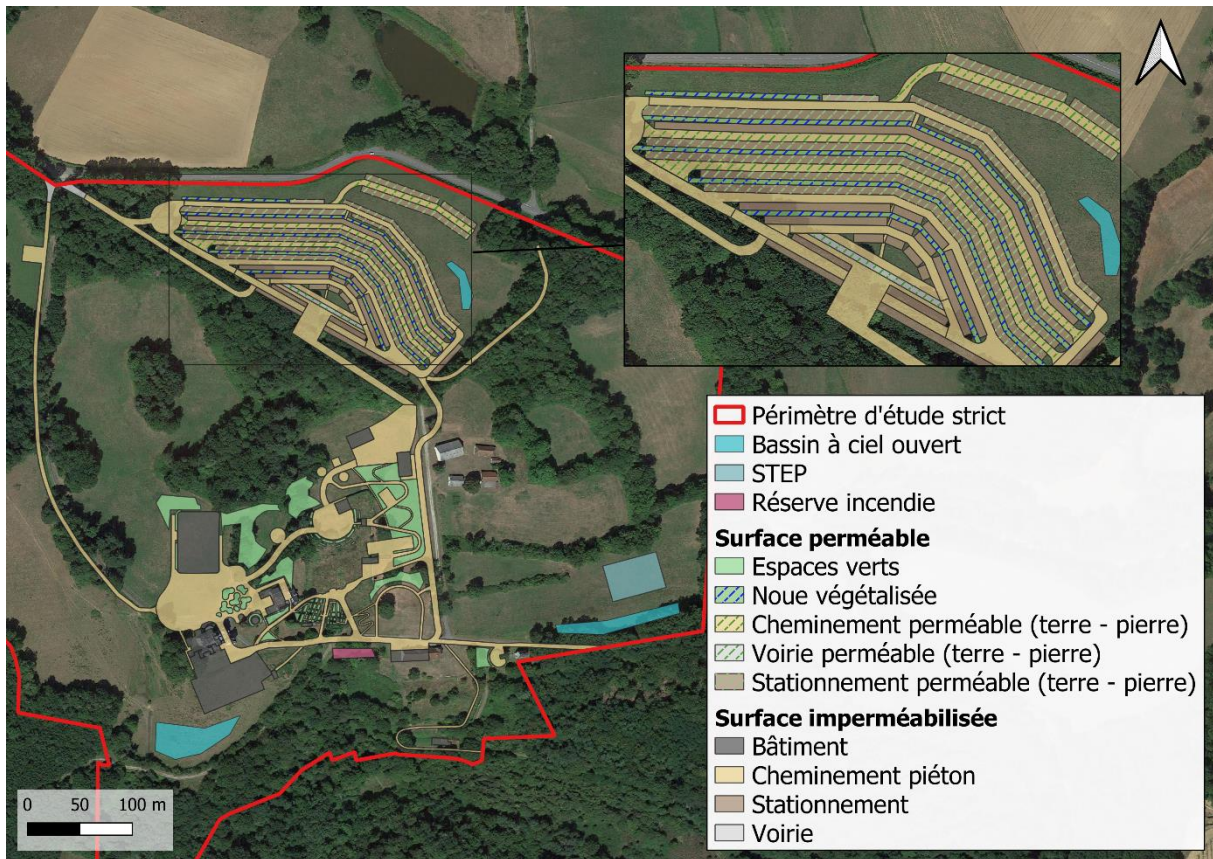 Périmètre d'étude strict
Bassin à ciel ouvert
STEP
Réserve incendie
Surface perméable
Espaces verts
Noue végétalisée
Cheminement perméable (terre - pierre)
Voirie perméable (terre - pierre)
Stationnement perméable (terre - pierre)
Surface imperméabilisée
Bâtiment
Cheminement piéton
Stationnement
Voirie
0 50 100 m